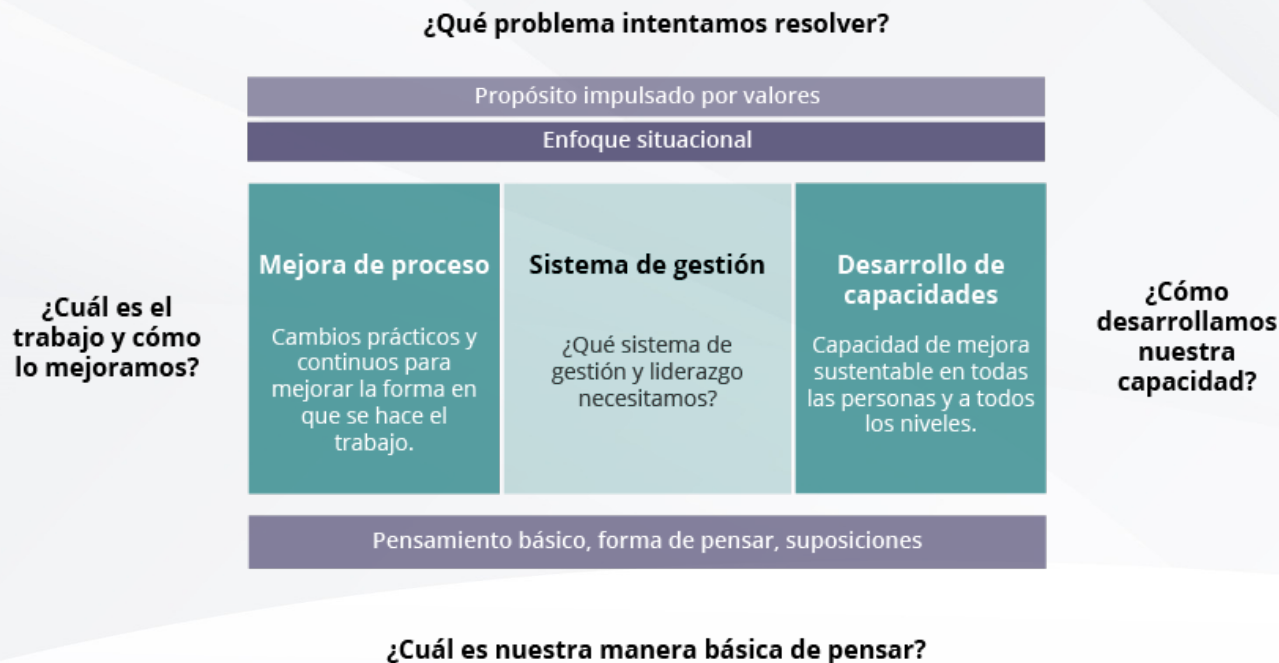 ¿Qué problema intentamos resolver?
Propósito impulsado por valores
Enfoque situacional
¿Cuál es el
trabajo y cómo
lo mejoramos?
Mejora de proceso
Cambios prácticos y
continuos para
mejorar la forma en
que se hace el
trabajo.
Sistema de gestión
¿Qué sistema de
gestión y liderazgo
necesitamos?
Desarrollo de
capacidades
Capacidad de mejora
sustentable en todas
las personas y a todos
los niveles.
¿Cómo
desarrollamos
nuestra
capacidad?
Pensamiento básico, forma de pensar, suposiciones
¿Cuál es nuestra manera básica de pensar?